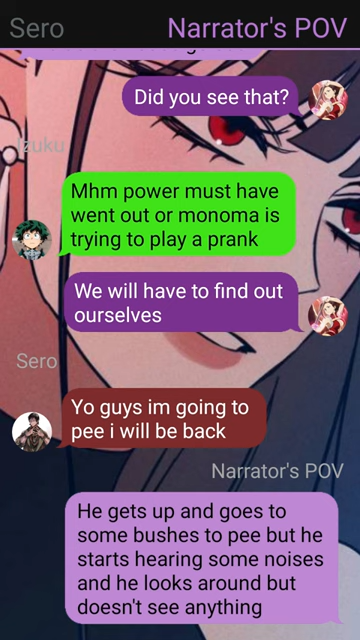 Sero
Narrator's POV
Did you see that?
Izuku
Mhm power must have
went out or monoma is
trying to play a prank
We will have to find out
ourselves
Sero
Yo guys im going to
pee i will be back
Narrator's POV
He gets up and goes to
some bushes to pee but he
starts hearing some noises
and he looks around but
doesn't see anything